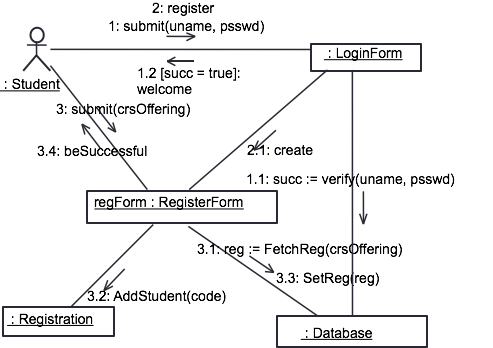 2: register
1: submit(uname, psswd)
: LoginForm
1.2 [succ = true]:
welcome
: Student
3: submit(crsOffering)
3.4: beSuccessful
2.1: create
1.1: succ := verify(uname, psswd)
regForm : RegisterForm
3.1: reg := FetchReg(crsOffering)
3.3: SetReg(reg)
3.2: AddStudent(code)
: Registration
: Database